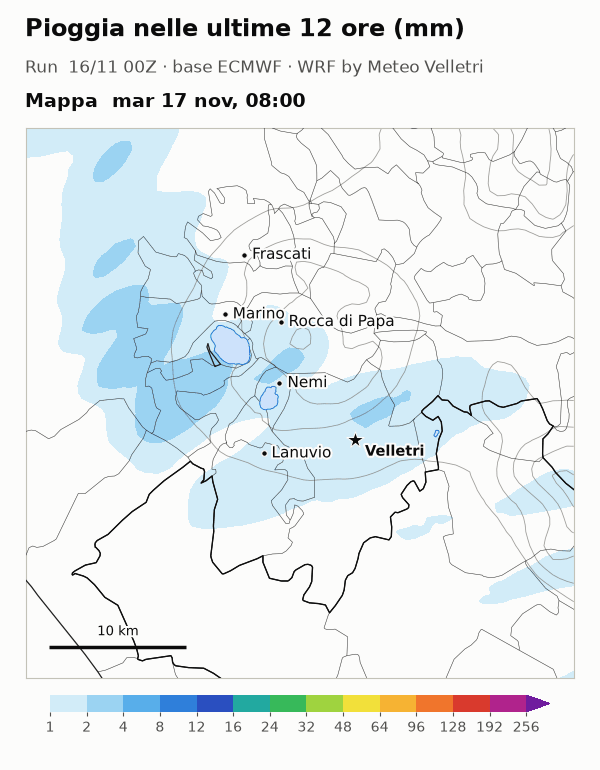 Pioggia nelle ultime 12 ore (mm)
Run  16/11 00Z · base ECMWF · WRF by Meteo Velletri
Mappa  mar 17 nov, 08:00
Frascati
Marino
Rocca di Papa
Nemi
Velletri
Lanuvio
10 km
1 2 4 8 12 16 24 32 48 64 96 128 192 256